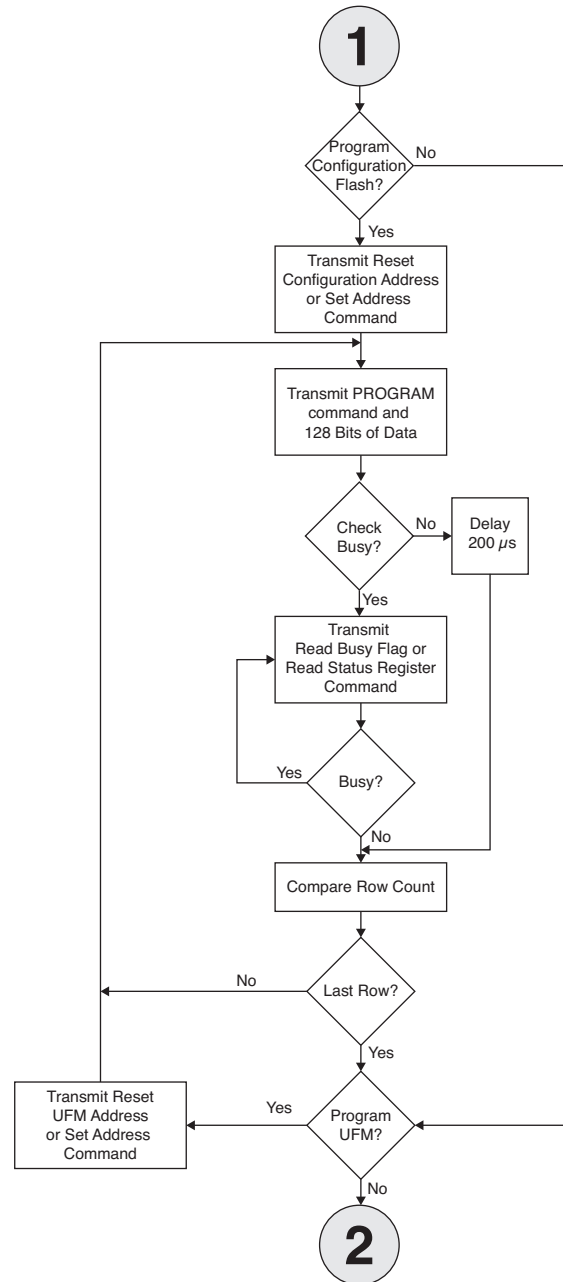 1
Program
Configuration
Flash?
No
Yes
Transmit Reset
Configuration Address
or Set Address
Command
Transmit PROGRAM
command and
128 Bits of Data
Check
Busy?
No
Delay
200 µs
Yes
Transmit
Read Busy Flag or
Read Status Register
Command
Yes
Busy?
No
Compare Row Count
No
Last Row?
Yes
Transmit Reset
UFM Address
or Set Address
Command
Yes
Program
UFM?
No
2